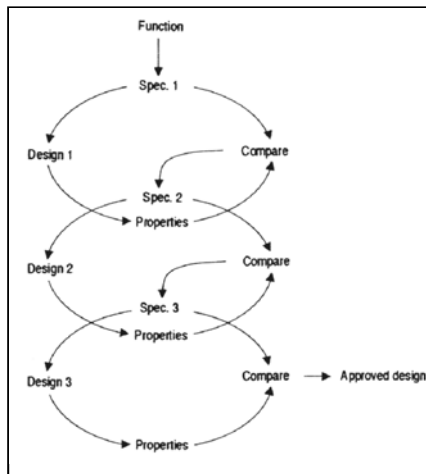 Function
Spec. 1
Design 1
Compare
Spec. 2
Properties
Design 2
Compare
Spec. 3
Properties
Design 3
Compare
Approved design
Properties